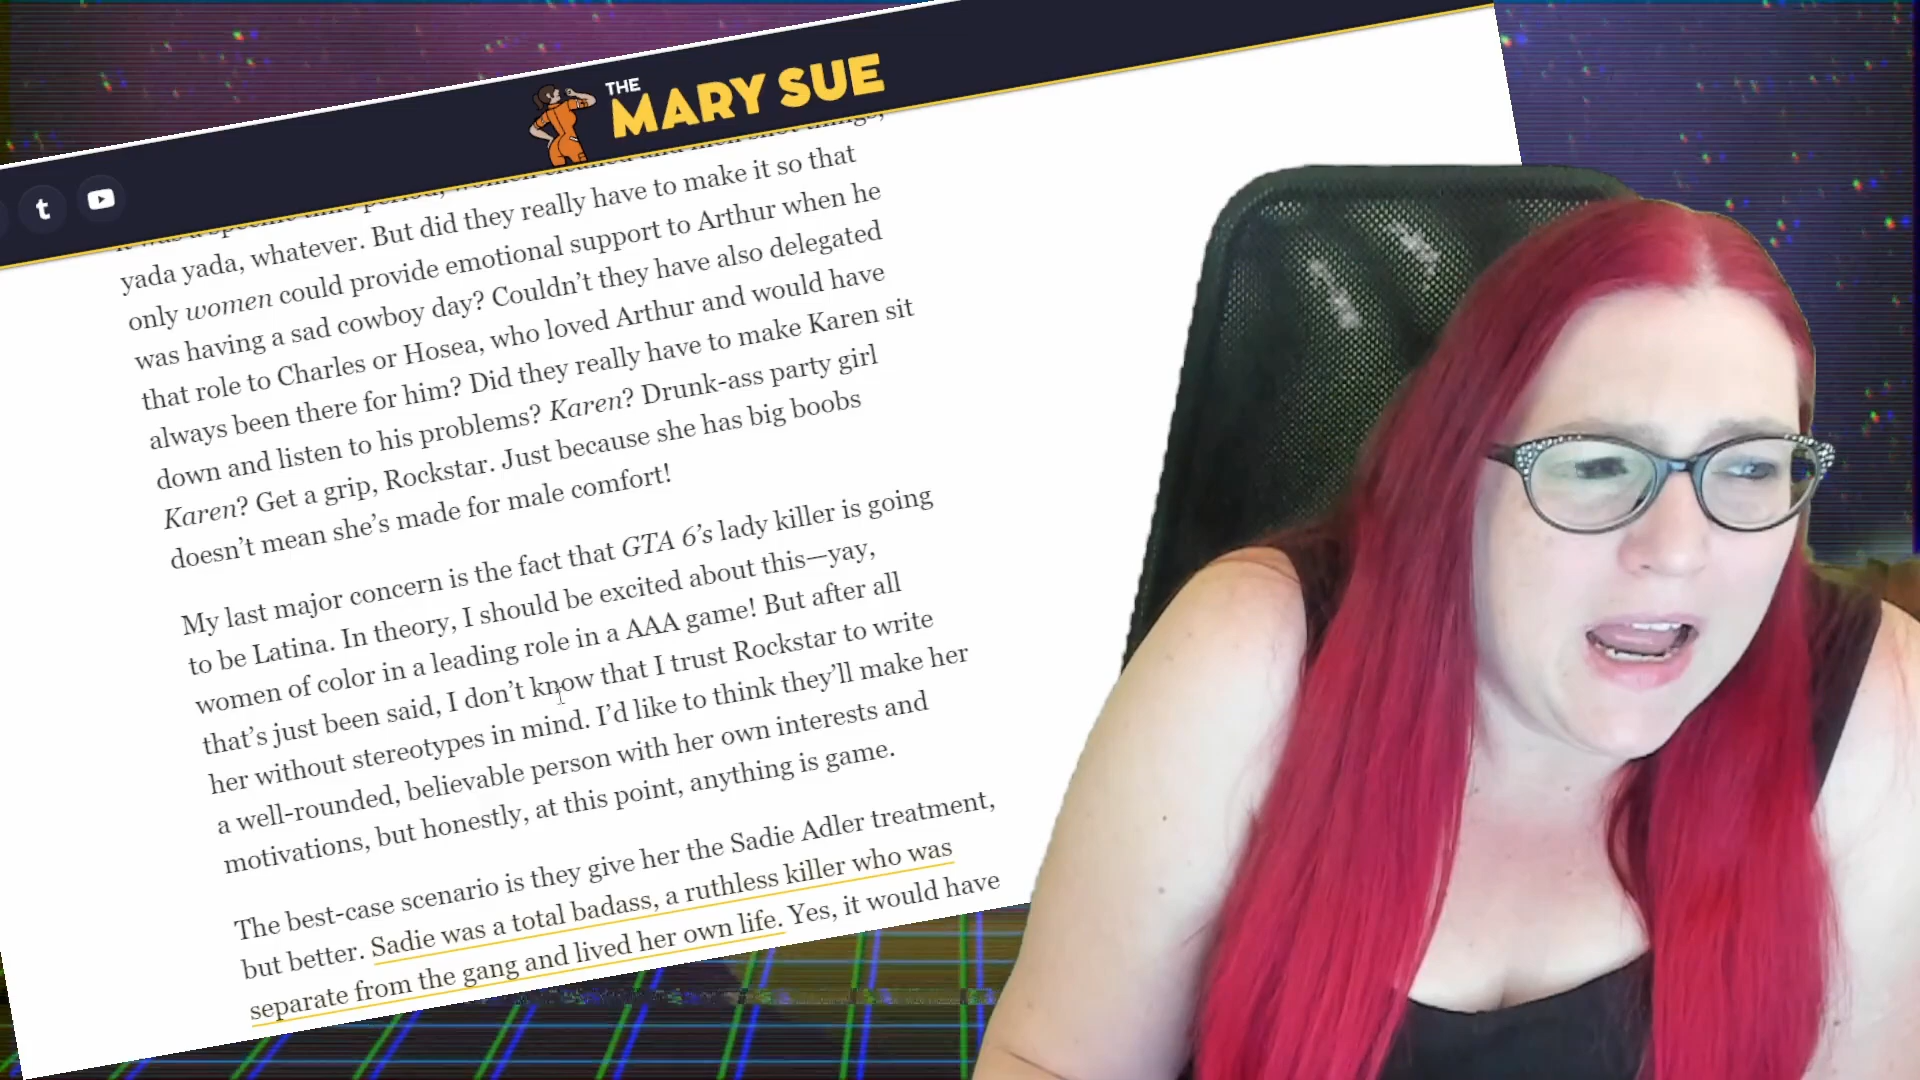 THE
MARY SUE
t
yada yada, whatever. But did they really have to make it so that
only women could provide emotional support to Arthur when he
was having a sad cowboy day? Couldn't they have also delegated
that role to Charles or Hosea, who loved Arthur and would have
always been there for him? Did they really have to make Karen sit
down and listen to his problems? Karen? Drunk-ass party girl
Karen? Get a grip, Rockstar. Just because she has big boobs
doesn't mean she's made for male comfort!
My last major concern is the fact that GTA 6's lady killer is going
to be Latina. In theory, I should be excited about this—yay,
women of color in a leading role in a AAA game! But after all
that's just been said, I don't know that I trust Rockstar to write
her without stereotypes in mind. I'd like to think they'll make her
a well-rounded, believable person with her own interests and
motivations, but honestly, at this point, anything is game.
The best-case scenario is they give her the Sadie Adler treatment,
but better. Sadie was a total badass, a ruthless killer who was
separate from the gang and lived her own life. Yes, it would have